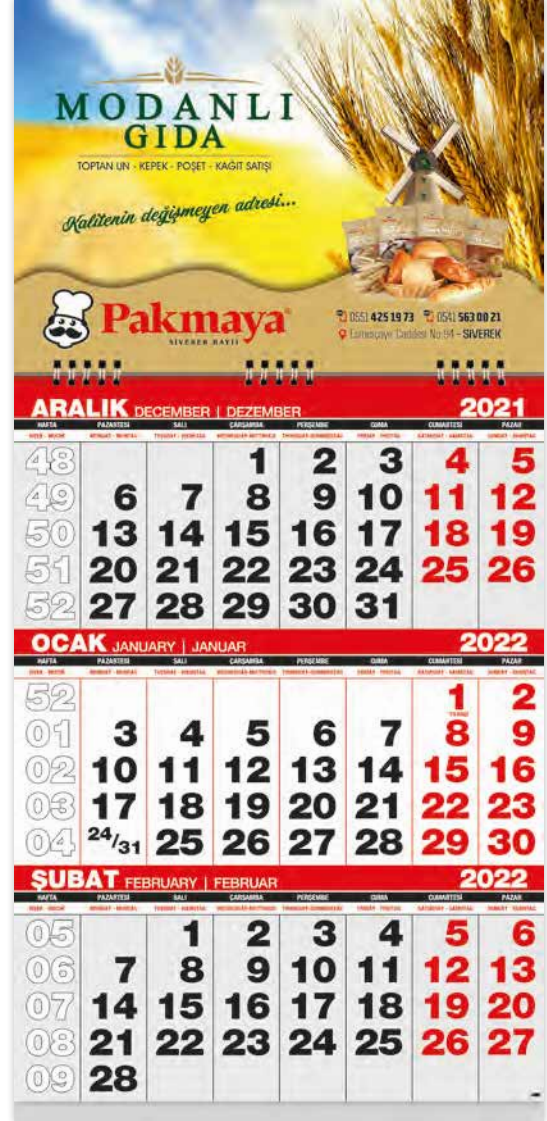 MODANLI
GIDA
TOPTAN UN - KEPEK - POŞET - KAĞIT SATIŞI
Kalitenin değişmeyen adresi...
Pakmaya
SİVEREK BAYİİ
0551 425 19 73 0541 563 00 21
No:94 - SİVEREK
ARALIK DECEMBER | DEZEMBER 2021
HAFTA PAZARTESİ SALI ÇARŞAMBA PERŞEMBE CUMA CUMARTESİ PAZAR
48 1 2 3 4 5
49 6 7 8 9 10 11 12
50 13 14 15 16 17 18 19
51 20 21 22 23 24 25 26
52 27 28 29 30 31
OCAK JANUARY | JANUAR 2022
HAFTA PAZARTESİ SALI ÇARŞAMBA PERŞEMBE CUMA CUMARTESİ PAZAR
52 1 2
01 3 4 5 6 7 8 9
02 10 11 12 13 14 15 16
03 17 18 19 20 21 22 23
04 24/31 25 26 27 28 29 30
ŞUBAT FEBRUARY | FEBRUAR 2022
HAFTA PAZARTESİ SALI ÇARŞAMBA PERŞEMBE CUMA CUMARTESİ PAZAR
05 1 2 3 4 5 6
06 7 8 9 10 11 12 13
07 14 15 16 17 18 19 20
08 21 22 23 24 25 26 27
09 28